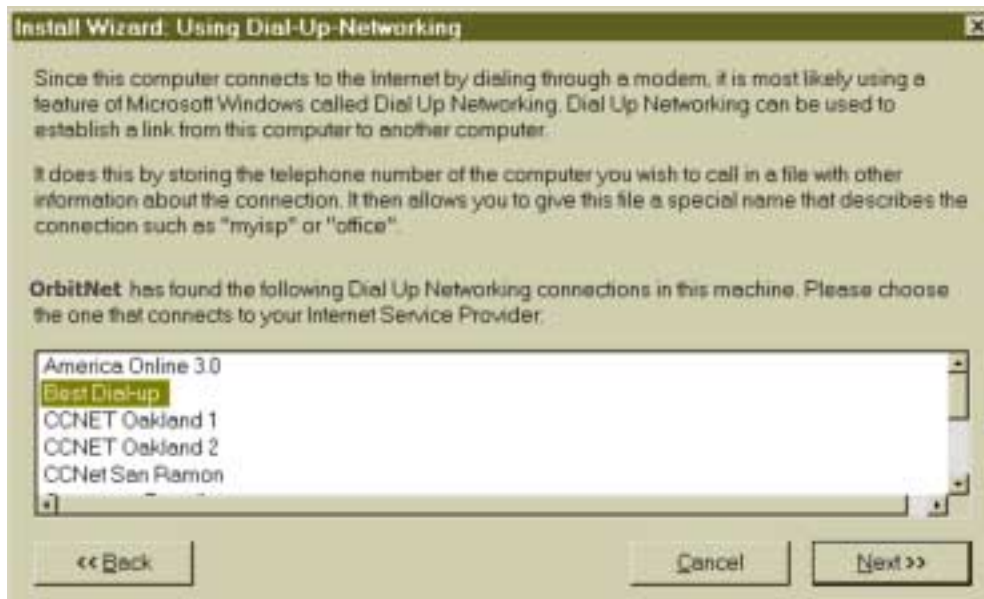 Install Wizard: Using Dial-Up-Networking
Since this computer connects to the Internet by dialing through a modem, it is most likely using a
feature of Microsoft Windows called Dial Up Networking. Dial Up Networking can be used to
establish a link from this computer to another computer.
It does this by storing the telephone number of the computer you wish to call in a file with other
information about the connection. It then allows you to give this file a special name that describes the
connection such as "myisp" or "office".
OrbitNet has found the following Dial Up Networking connections in this machine. Please choose
the one that connects to your Internet Service Provider:
America Online 3.0
Best Dial-up
CCNET Oakland 1
CCNET Oakland 2
CCNet San Ramon
<< Back
Cancel
Next >>